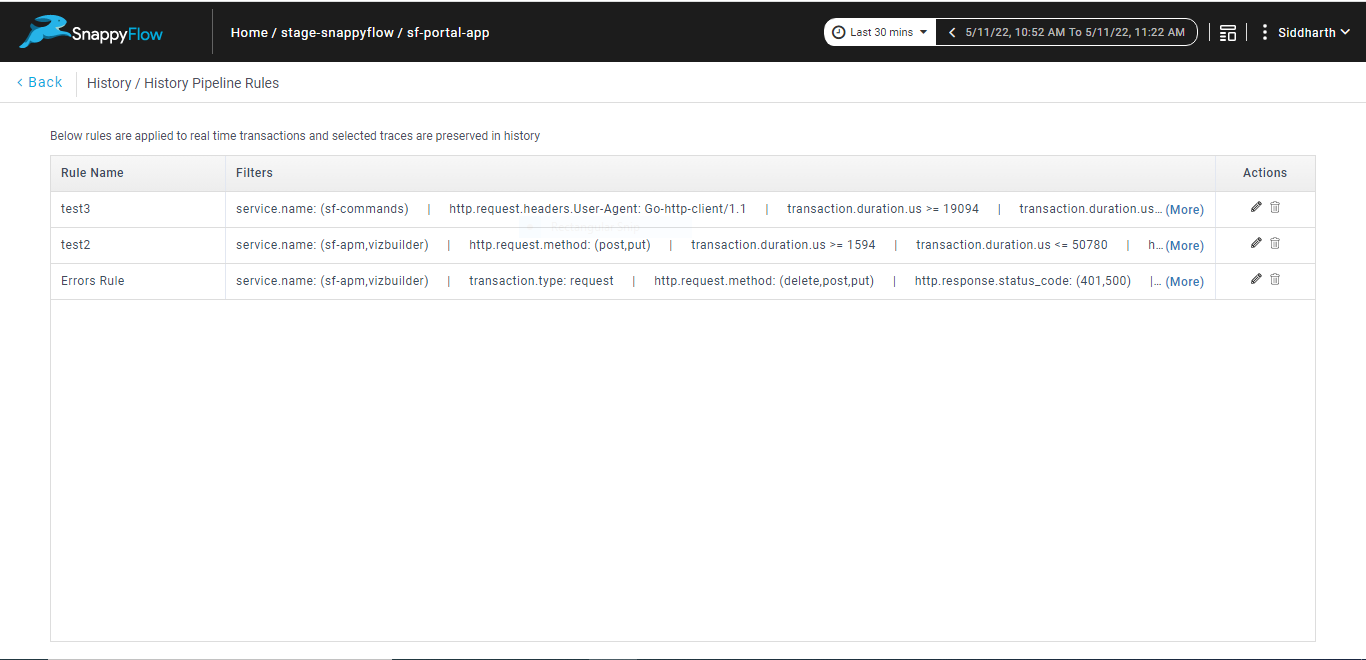 SnappyFlow Home / stage-snappyflow / sf-portal-app Last 30 mins 5/11/22, 10:52 AM To 5/11/22, 11:22 AM Siddharth
Back History / History Pipeline Rules
Below rules are applied to real time transactions and selected traces are preserved in history
Rule Name Filters Actions
test3 service.name: (sf-commands) | http.request.headers.User-Agent: Go-http-client/1.1 | transaction.duration.us >= 19094 | transaction.duration.us... (More)
test2 service.name: (sf-apm,vizbuilder) | http.request.method: (post,put) | transaction.duration.us >= 1594 | transaction.duration.us <= 50780 | h... (More)
Errors Rule service.name: (sf-apm,vizbuilder) | transaction.type: request | http.request.method: (delete,post,put) | http.response.status_code: (401,500) |... (More)